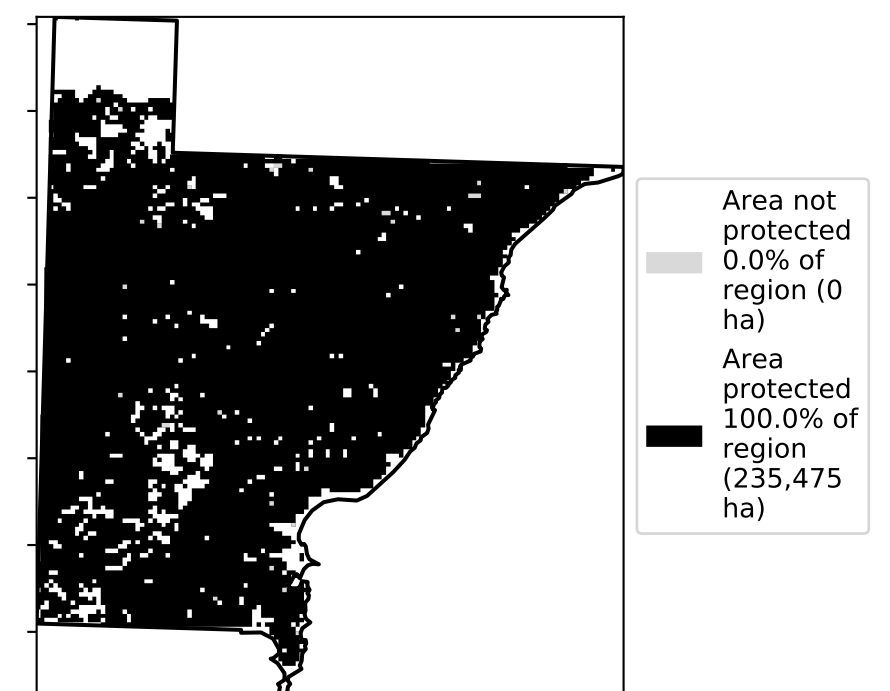 Area not
protected
0.0% of
region (0
ha)
Area
protected
100.0% of
region
(235,475
ha)